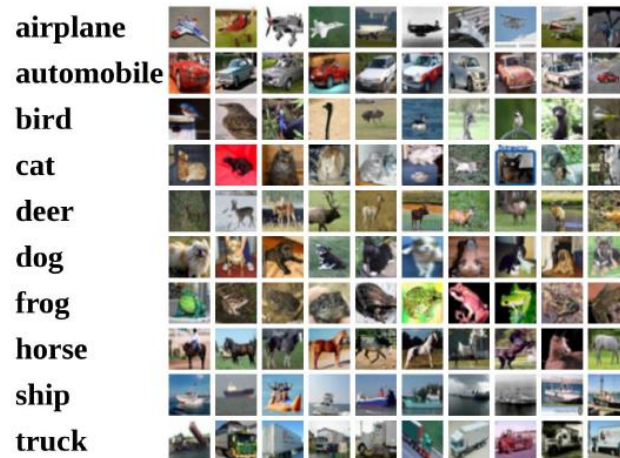 airplane
automobile
bird
cat
deer
dog
frog
horse
ship
truck